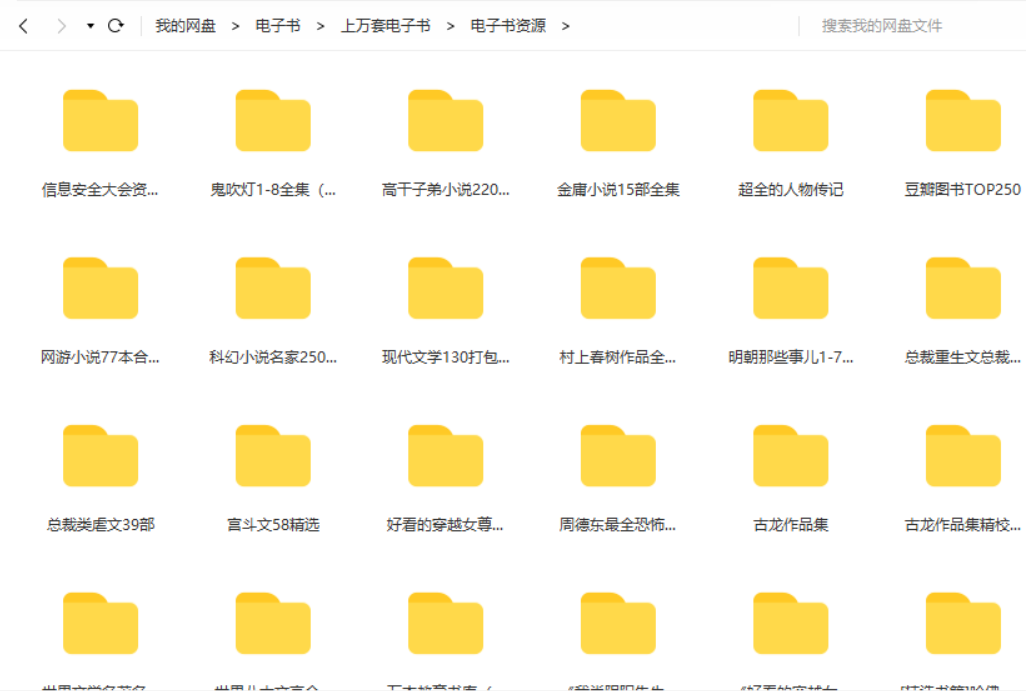 我的网盘 > 电子书 > 上万套电子书 > 电子书资源 >
搜索我的网盘文件
信息安全大会资...
鬼吹灯1-8全集（...
高干子弟小说220...
金庸小说15部全集
超全的人物传记
豆瓣图书TOP250
网游小说77本合...
科幻小说名家250...
现代文学130打包...
村上春树作品全...
明朝那些事儿1-7...
总裁重生文总裁...
总裁类虐文39部
宫斗文58精选
好看的穿越女尊...
周德东最全恐怖...
古龙作品集
古龙作品集精校...